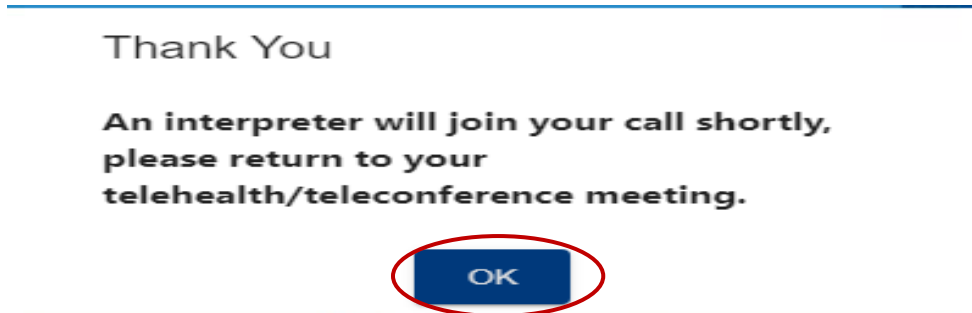 Thank You
An interpreter will join your call shortly,
please return to your
telehealth/teleconference meeting.
OK